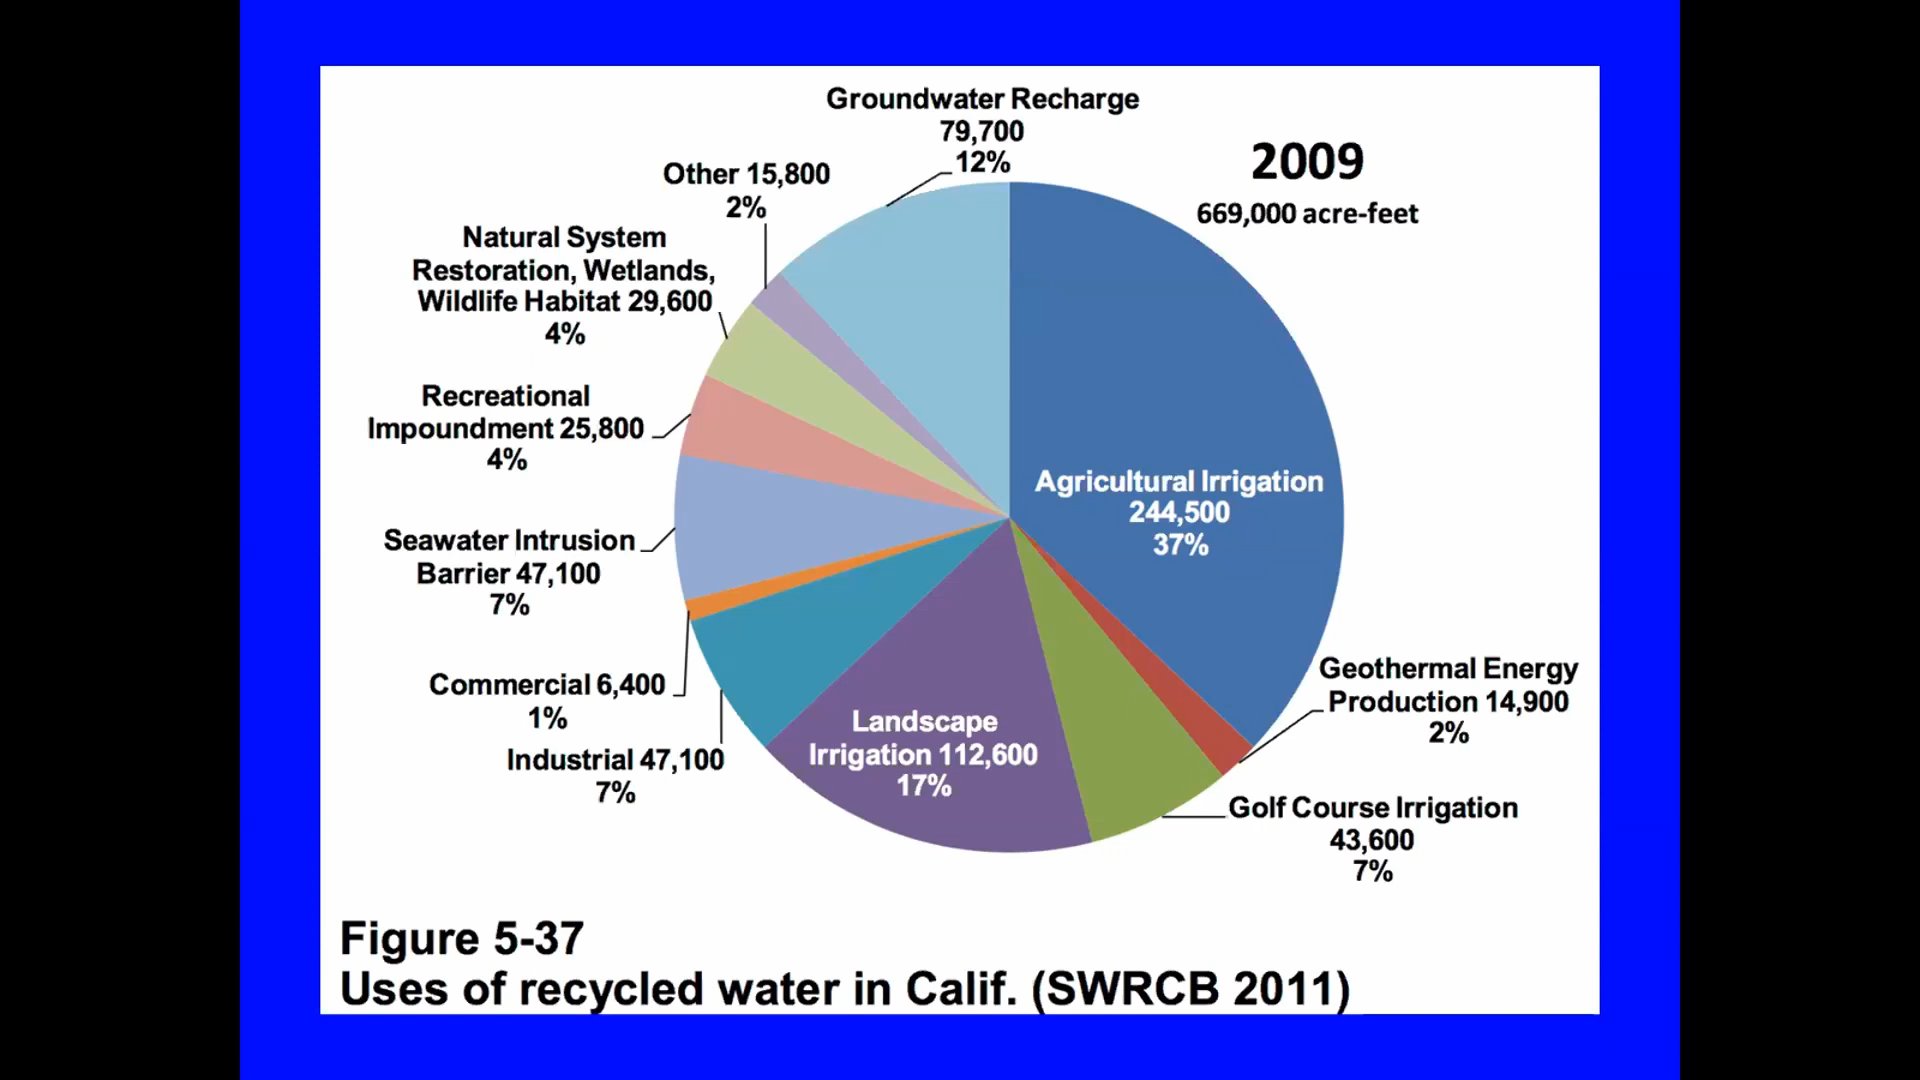 Groundwater Recharge
79,700
12%
2009
669,000 acre-feet
Other 15,800
2%
Natural System
Restoration, Wetlands,
Wildlife Habitat 29,600
4%
Recreational
Impoundment 25,800
4%
Agricultural Irrigation
244,500
37%
Seawater Intrusion
Barrier 47,100
7%
Geothermal Energy
Production 14,900
2%
Commercial 6,400
1%
Landscape
Irrigation 112,600
17%
Industrial 47,100
7%
Golf Course Irrigation
43,600
7%
Figure 5-37
Uses of recycled water in Calif. (SWRCB 2011)